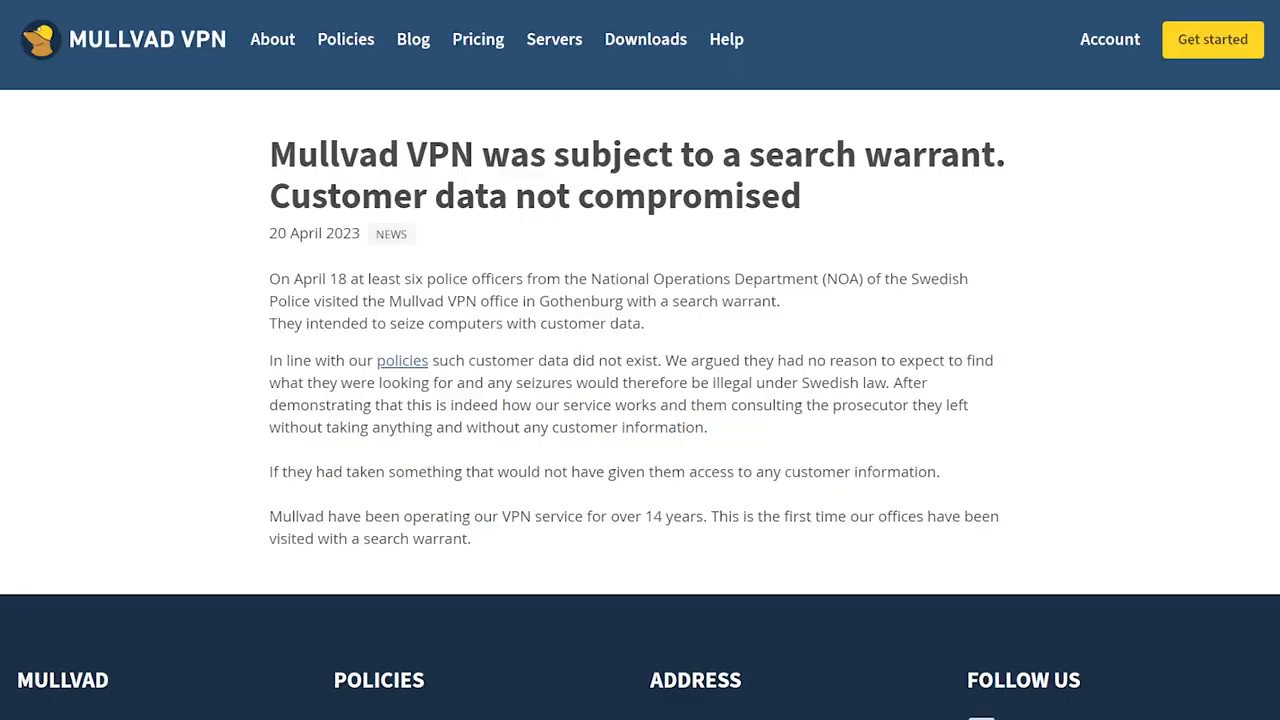 MULLVAD VPN About Policies Blog Pricing Servers Downloads Help Account Get started
Mullvad VPN was subject to a search warrant.
Customer data not compromised
20 April 2023 NEWS
On April 18 at least six police officers from the National Operations Department (NOA) of the Swedish
Police visited the Mullvad VPN office in Gothenburg with a search warrant.
They intended to seize computers with customer data.
In line with our policies such customer data did not exist. We argued they had no reason to expect to find
what they were looking for and any seizures would therefore be illegal under Swedish law. After
demonstrating that this is indeed how our service works and them consulting the prosecutor they left
without taking anything and without any customer information.
If they had taken something that would not have given them access to any customer information.
Mullvad have been operating our VPN service for over 14 years. This is the first time our offices have been
visited with a search warrant.
MULLVAD POLICIES ADDRESS FOLLOW US